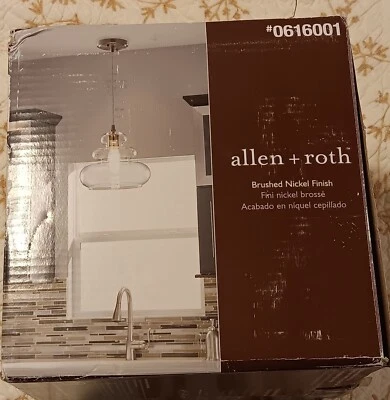 #0616001
allen + roth
Brushed Nickel Finish
Fini nickel brossé
Acabado en níquel cepillado